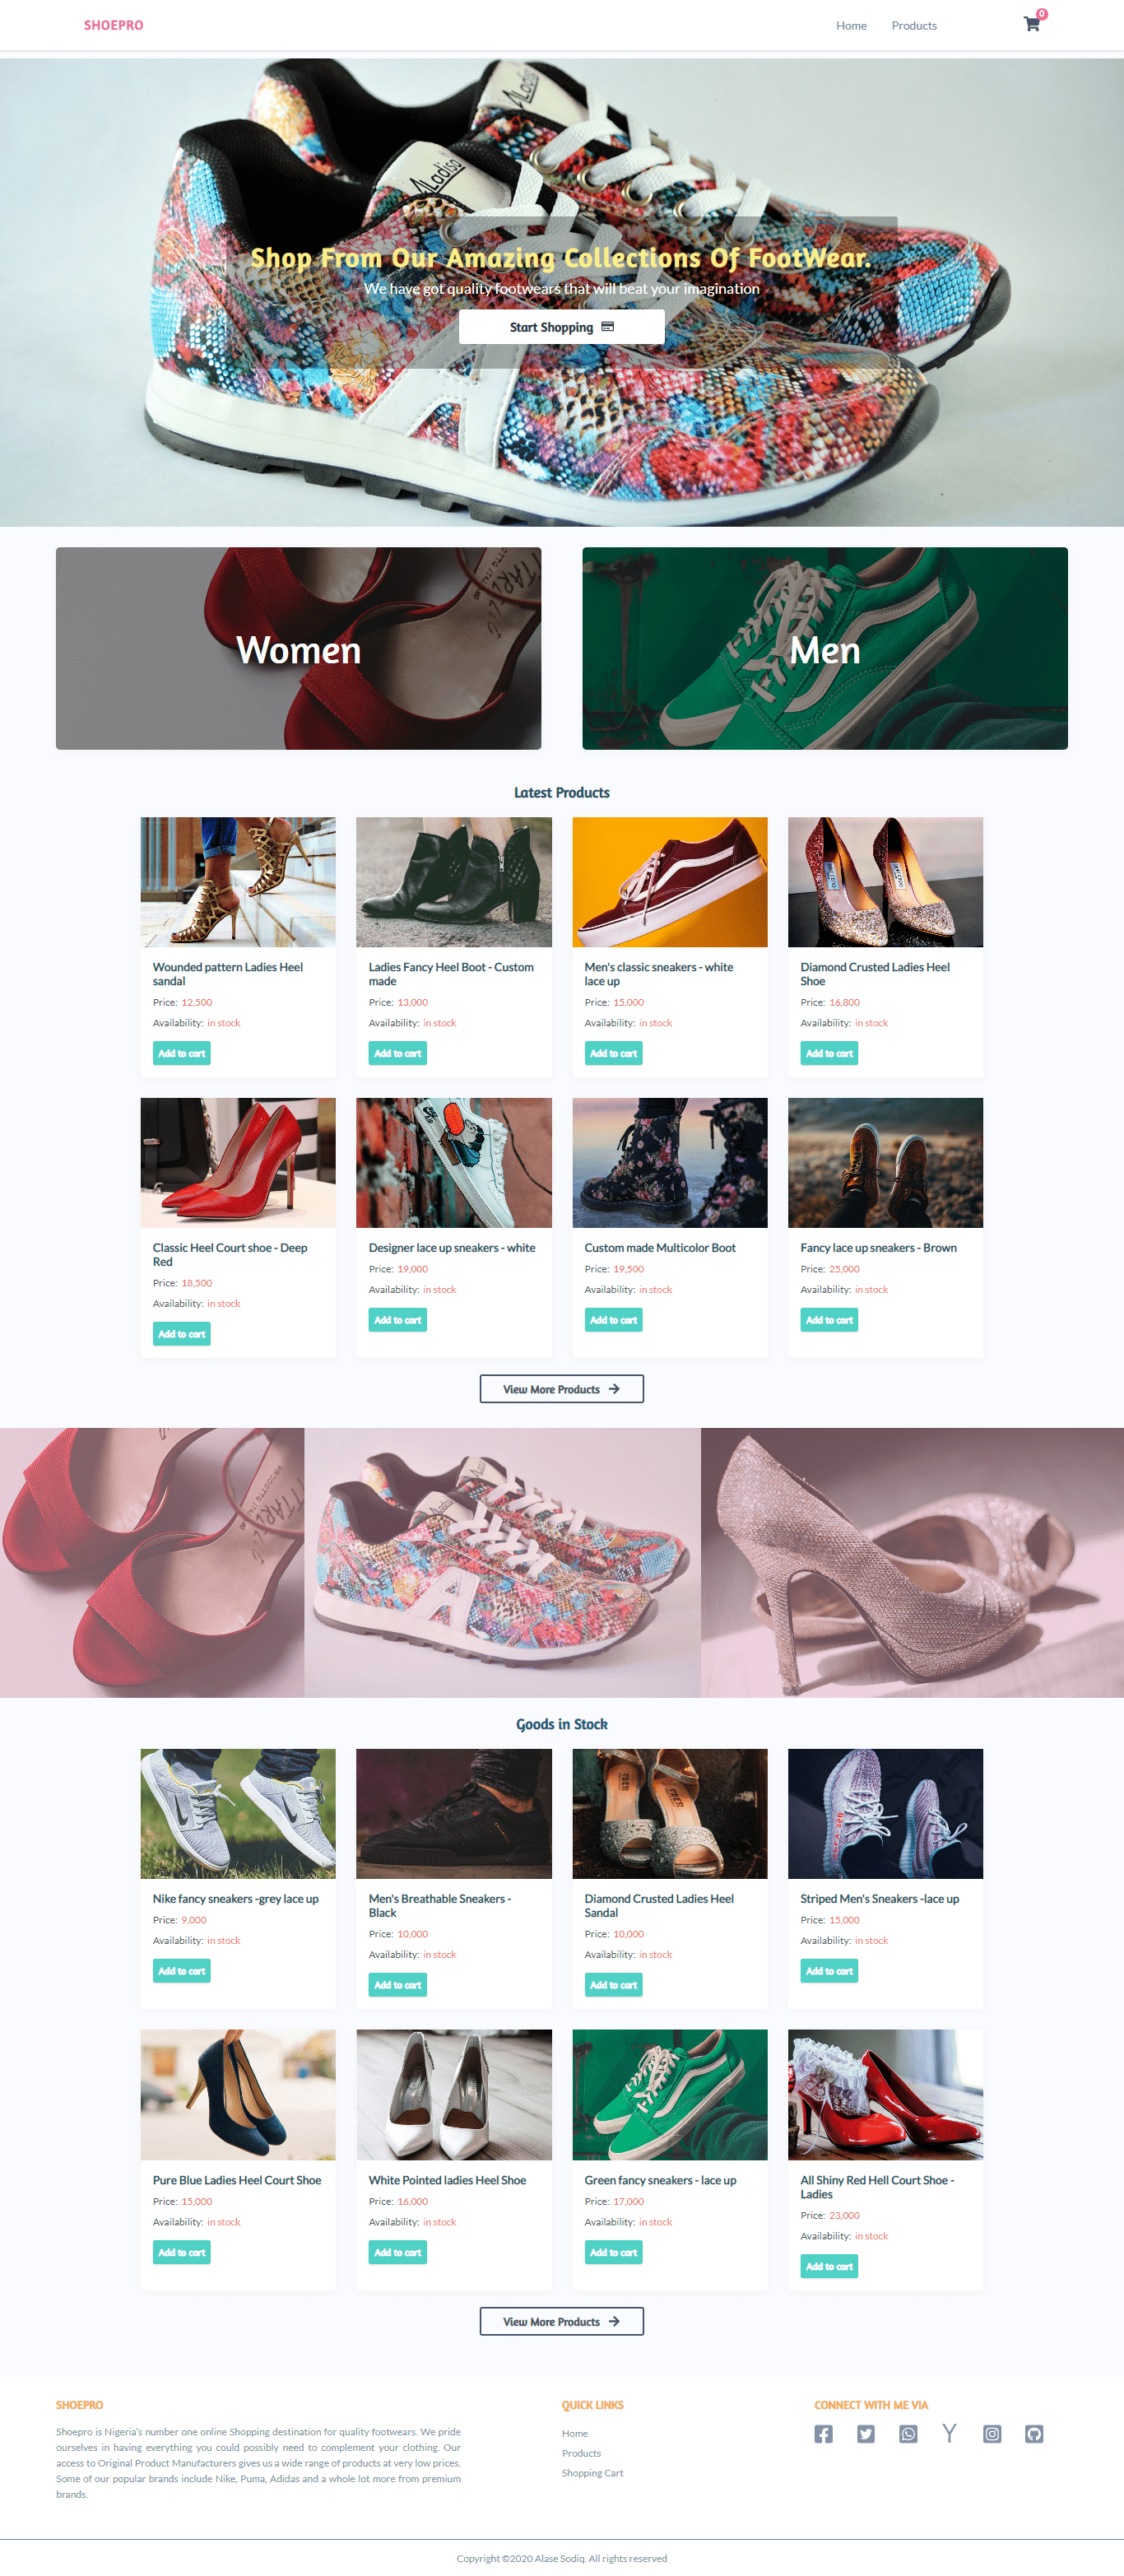 SHOEPRO
Home
Products
0
ALadisa
ALadisa
Shop From Our Amazing Collections Of FootWear.
We have got quality footwears that will beat your imagination
Start Shopping
Women
Men
Latest Products
Wounded pattern Ladies Heel
sandal
Price: 12,500
Availability: in stock
Add to cart
Ladies Fancy Heel Boot - Custom
made
Price: 13,000
Availability: in stock
Add to cart
Men's classic sneakers - white
lace up
Price: 15,000
Availability: in stock
Add to cart
Diamond Crusted Ladies Heel
Shoe
Price: 16,800
Availability: in stock
Add to cart
Classic Heel Court shoe - Deep
Red
Price: 18,500
Availability: in stock
Add to cart
Designer lace up sneakers - white
Price: 19,000
Availability: in stock
Add to cart
Custom made Multicolor Boot
Price: 19,500
Availability: in stock
Add to cart
Fancy lace up sneakers - Brown
Price: 25,000
Availability: in stock
Add to cart
View More Products
Goods in Stock
Nike fancy sneakers -grey lace up
Price: 9,000
Availability: in stock
Add to cart
Men's Breathable Sneakers -
Black
Price: 10,000
Availability: in stock
Add to cart
Diamond Crusted Ladies Heel
Sandal
Price: 10,000
Availability: in stock
Add to cart
Striped Men's Sneakers -lace up
Price: 15,000
Availability: in stock
Add to cart
Pure Blue Ladies Heel Court Shoe
Price: 15,000
Availability: in stock
Add to cart
White Pointed ladies Heel Shoe
Price: 16,000
Availability: in stock
Add to cart
Green fancy sneakers - lace up
Price: 17,000
Availability: in stock
Add to cart
All Shiny Red Hell Court Shoe -
Ladies
Price: 23,000
Availability: in stock
Add to cart
View More Products
SHOEPRO
Shoepro is Nigeria's number one online Shopping destination for quality footwears. We pride
ourselves in having everything you could possibly need to complement your clothing. Our
access to Original Product Manufacturers gives us a wide range of products at very low prices.
Some of our popular brands include Nike, Puma, Adidas and a whole lot more from premium
brands.
QUICK LINKS
Home
Products
Shopping Cart
CONNECT WITH ME VIA
Copyright ©2020 Alase Sodiq. All rights reserved